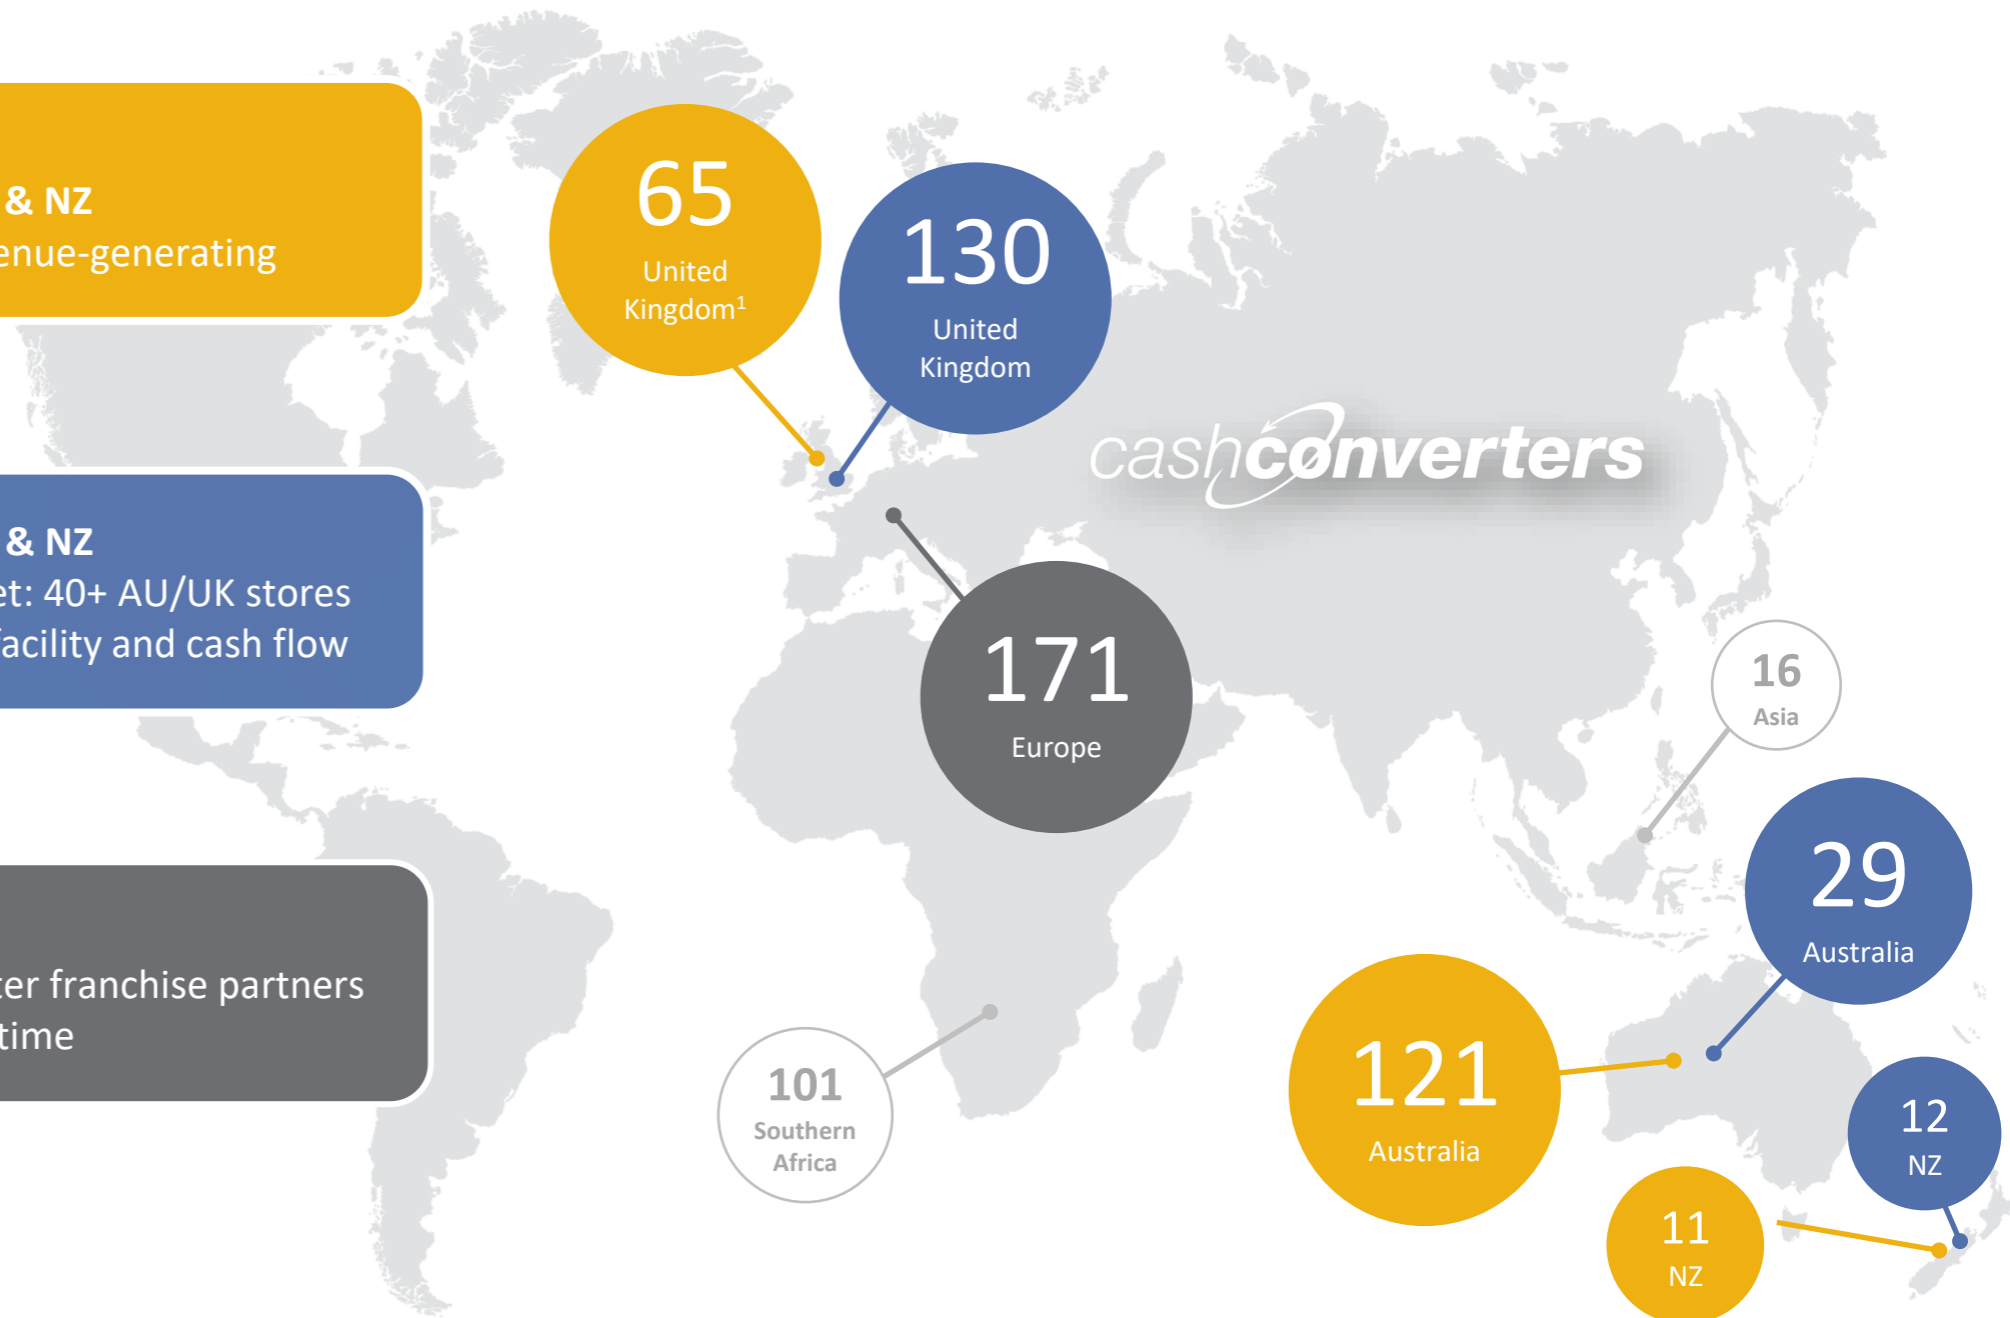 & NZ
enue-generating
& NZ
et: 40+ AU/UK stores
facility and cash flow
ter franchise partners
time
65
United
Kingdom¹
130
United
Kingdom
cashconverters
171
Europe
16
Asia
29
Australia
101
Southern
Africa
121
Australia
12
NZ
11
NZ